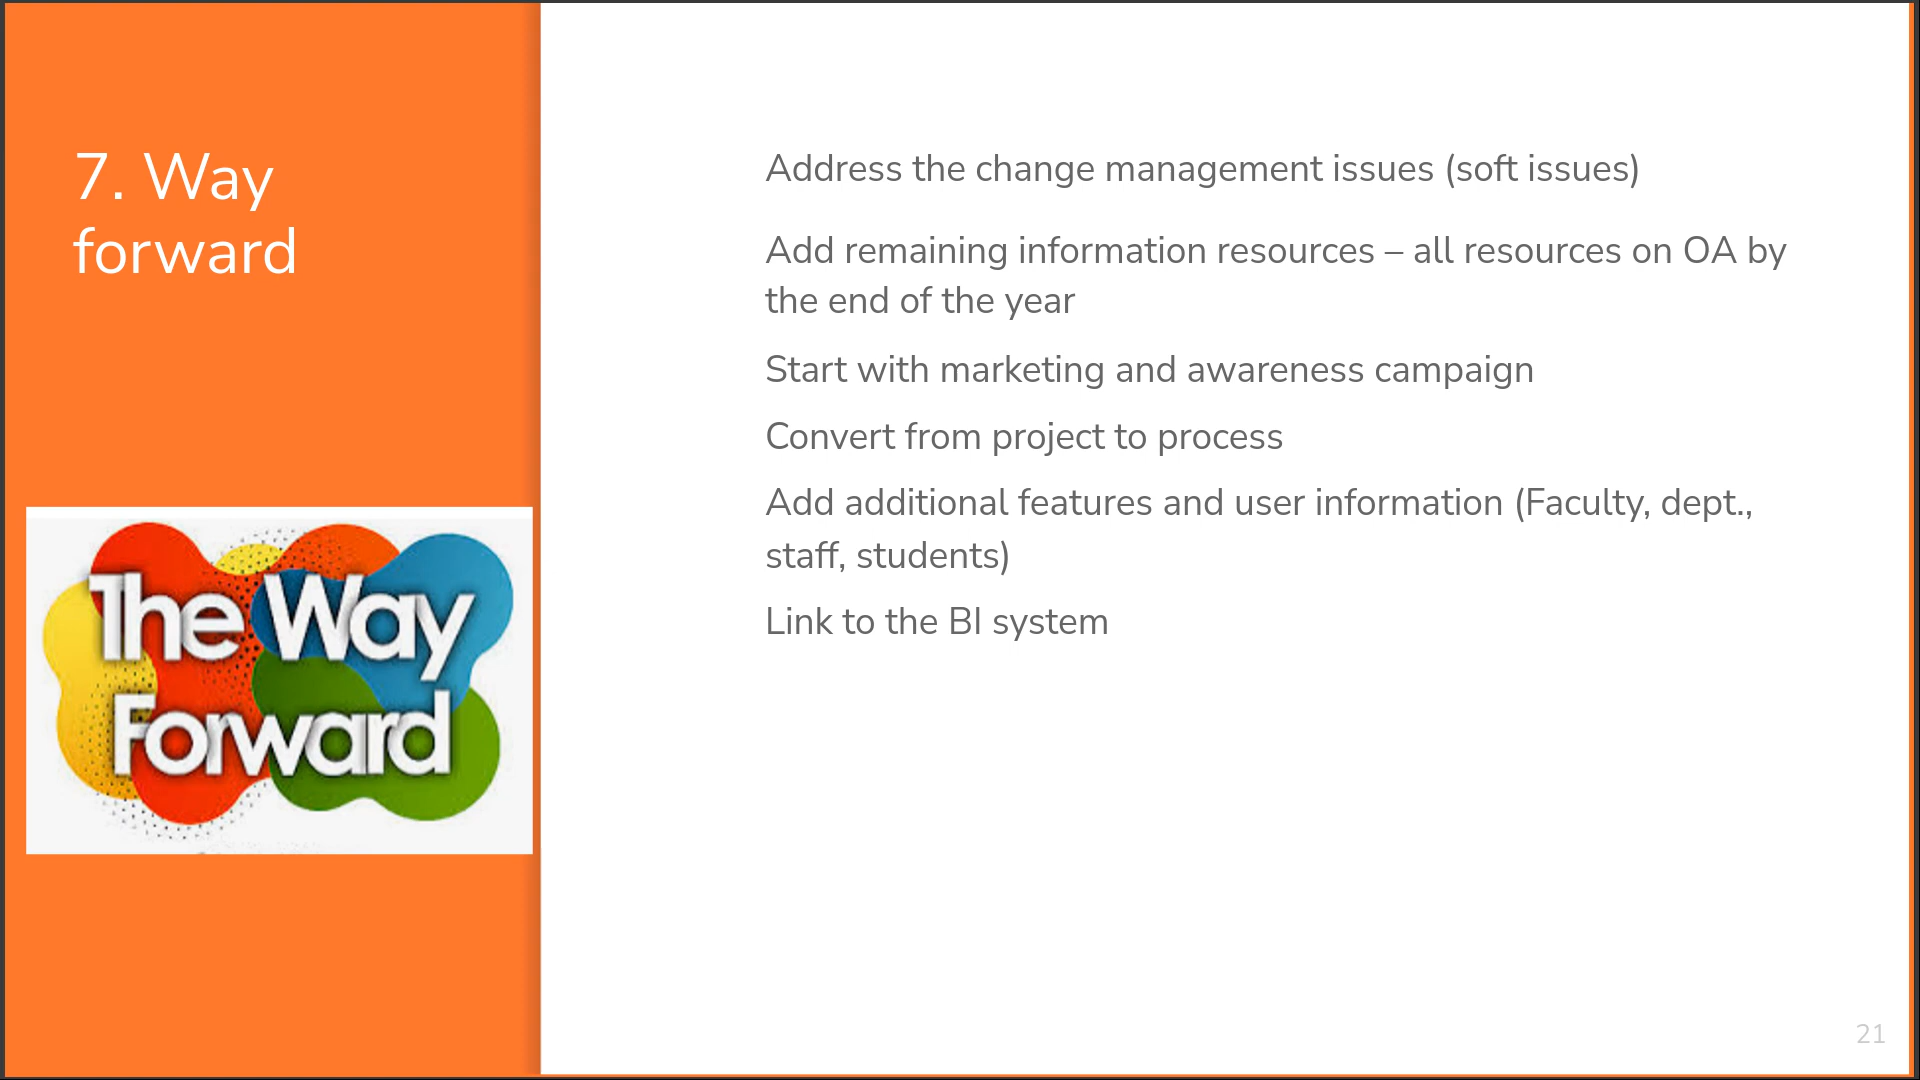 7. Way
forward
The Way
Forward
Address the change management issues (soft issues)
Add remaining information resources – all resources on OA by
the end of the year
Start with marketing and awareness campaign
Convert from project to process
Add additional features and user information (Faculty, dept.,
staff, students)
Link to the BI system
21